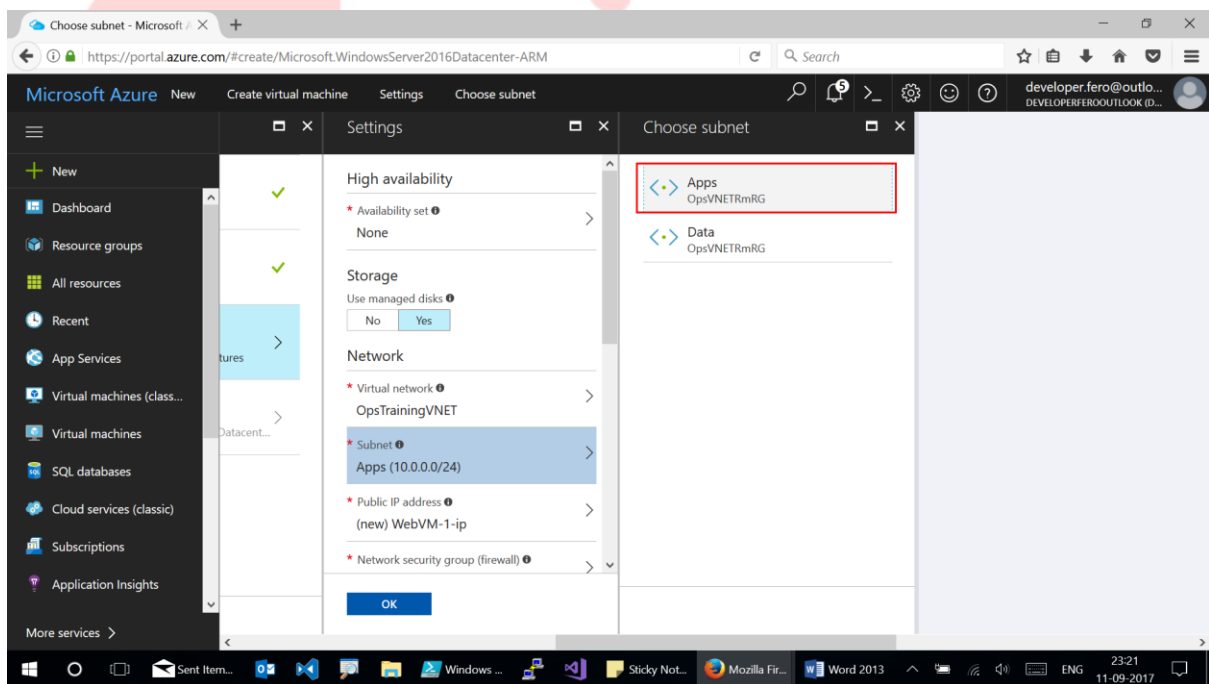 Choose subnet - Microsoft A
https://portal.azure.com/#create/Microsoft.WindowsServer2016Datacenter-ARM
Search
Microsoft Azure New Create virtual machine Settings Choose subnet
5
developer.fero@outlo...
DEVELOPERFEROOUTLOOK (D...
New
Dashboard
Resource groups
All resources
Recent
App Services
Virtual machines (class...
Virtual machines
SQL databases
Cloud services (classic)
Subscriptions
Application Insights
More services
tures
Datacent...
Settings
High availability
* Availability set
None
Storage
Use managed disks
No Yes
Network
* Virtual network
OpsTrainingVNET
* Subnet
Apps (10.0.0.0/24)
* Public IP address
(new) WebVM-1-ip
* Network security group (firewall)
OK
Choose subnet
Apps
OpsVNETRmRG
Data
OpsVNETRmRG
Sent Item... Windows ... Sticky Not... Mozilla Fir... Word 2013 ENG
23:21
11-09-2017